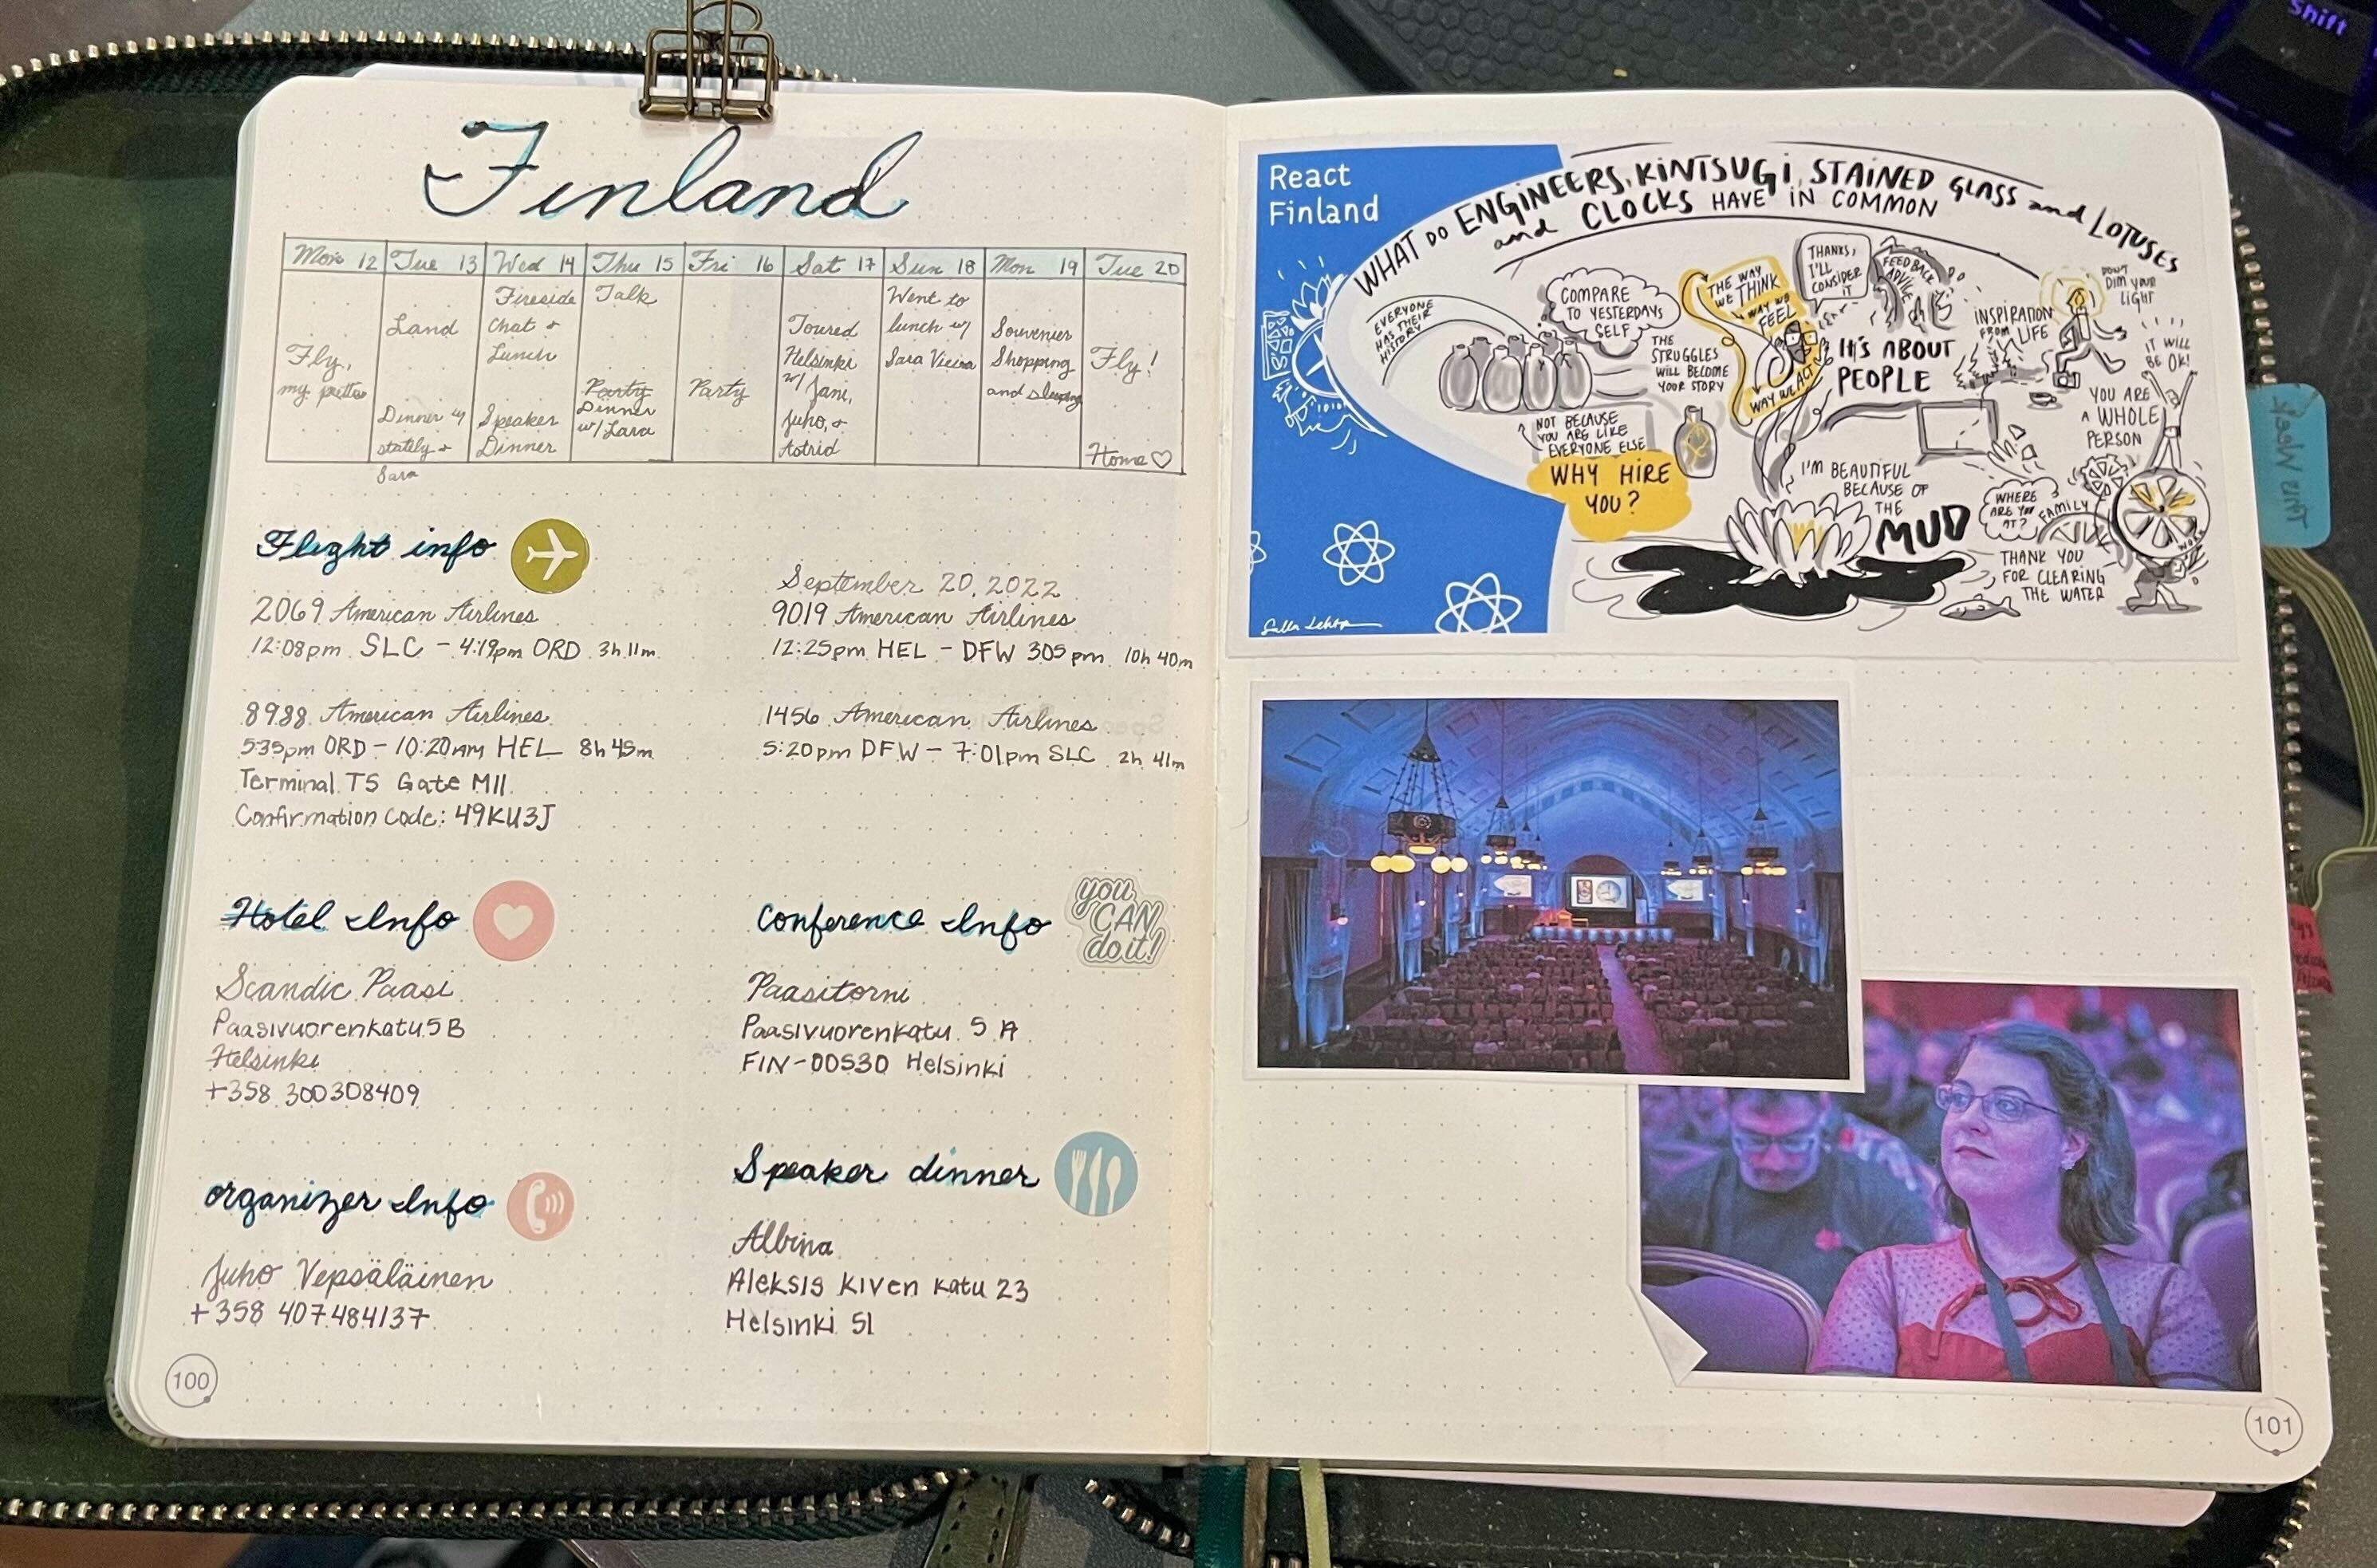 Shift
Finland
Mon 12 Tue 13 Wed 14 Thu 15 Fri 16 Sat 17 Sun 18 Mon 19 Tue 20
Fly,
my pretties
Land
Dinner w/
stately +
Sara
Fireside
Chat +
Lunch
Speaker
Dinner
Talk
Party
Dinner
w/ Lara
Party
Toured
Helsinki
w/ Jani,
Juho, +
Astrid
Went to
lunch w/
Sara Vieira
Souvenier
Shopping
and sleeping
Fly!
Home
Flight info
2069 American Airlines
12:08pm SLC - 4:19pm ORD 3h 11m
8988 American Airlines
5:35pm ORD - 10:20am HEL 8h 45m
Terminal T5 Gate M11
Confirmation Code: 49KU3J
September 20, 2022
9019 American Airlines
12:25pm HEL - DFW 305pm 10h 40m
1456 American Airlines
5:20pm DFW - 7:01pm SLC 2h 41m
Hotel Info
Scandic Paasi
Paasivuorenkatu 5B
Helsinki
+358 300308409
Conference Info
you
CAN
do it!
Paasitorni
Paasivuorenkatu 5 A
FIN-00530 Helsinki
organizer Info
Juho Vepsäläinen
+358 407484137
Speaker dinner
Albina
Aleksis Kiven Katu 23
Helsinki 51
100
React
Finland
WHAT DO ENGINEERS, KINTSUGI, STAINED GLASS and LOTUSES
and CLOCKS HAVE IN COMMON
EVERYONE
HAS THEIR
HISTORY
COMPARE
TO YESTERDAYS
SELF
THE
STRUGGLES
WILL BECOME
YOUR STORY
NOT BECAUSE
YOU ARE LIKE
EVERYONE ELSE
WHY HIRE
YOU?
THE WAY
WE THINK
WAY WE
FEEL
WAY WE ACT
THANKS,
I'LL
CONSIDER
IT
FEEDBACK
ADVICE
IT'S ABOUT
PEOPLE
INSPIRATION
FROM LIFE
DON'T
DIM YOUR
LIGHT
IT WILL
BE OK!
YOU ARE
A WHOLE
PERSON
I'M BEAUTIFUL
BECAUSE OF
THE
MUD
WHERE
ARE YOU
AT?
FAMILY
WORK
THANK YOU
FOR CLEARING
THE WATER
101
This Week